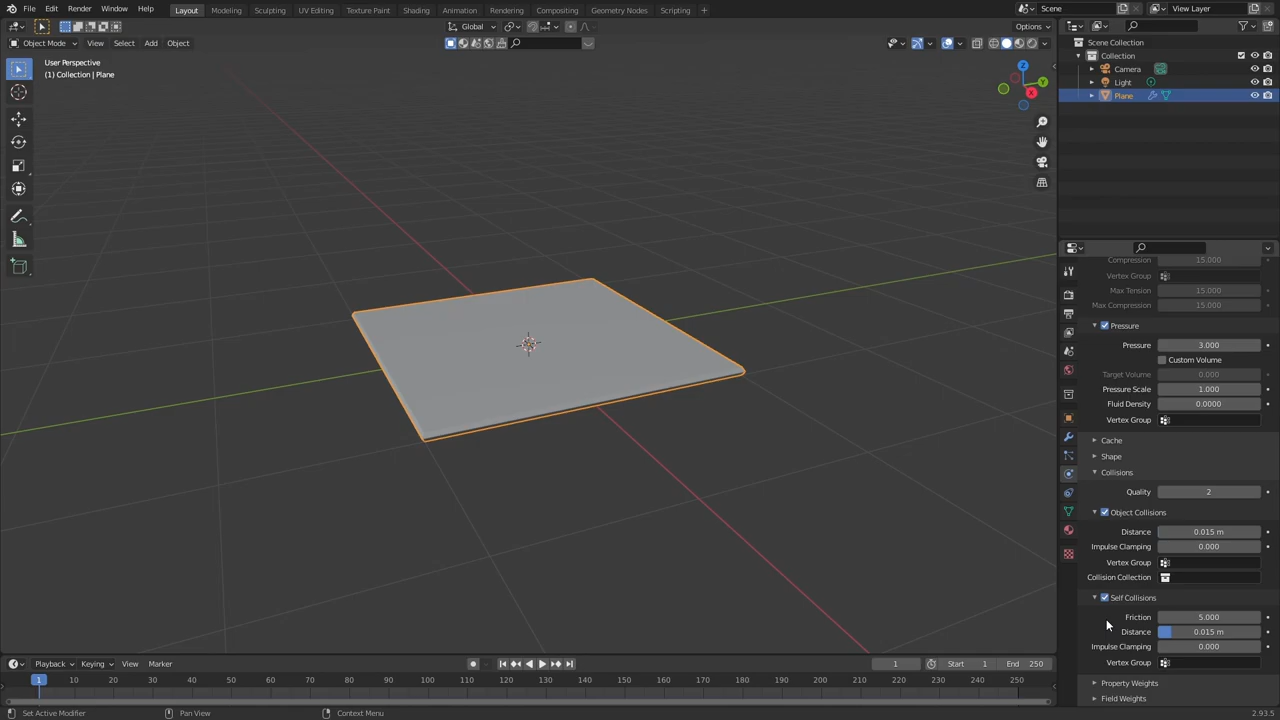 File Edit Render Window Help Layout Modeling Sculpting UV Editing Texture Paint Shading Animation Rendering Compositing Geometry Nodes Scripting + Scene View Layer
Global Options
Object Mode View Select Add Object
User Perspective
(1) Collection | Plane
Z
Y
X
Scene Collection
Collection
Camera
Light
Plane
Compression 15.000
Vertex Group
Max Tension 15.000
Max Compression 15.000
Pressure
Pressure 3.000
Custom Volume
Target Volume 0.000
Pressure Scale 1.000
Fluid Density 0.0000
Vertex Group
Cache
Shape
Collisions
Quality 2
Object Collisions
Distance 0.015 m
Impulse Clamping 0.000
Vertex Group
Collision Collection
Self Collisions
Friction 5.000
Distance 0.015 m
Impulse Clamping 0.000
Vertex Group
Property Weights
Field Weights
Playback Keying View Marker 1 Start 1 End 250
1 10 20 30 40 50 60 70 80 90 100 110 120 130 140 150 160 170 180 190 200 210 220 230 240 250
Set Active Modifier Pan View Context Menu 2.93.5